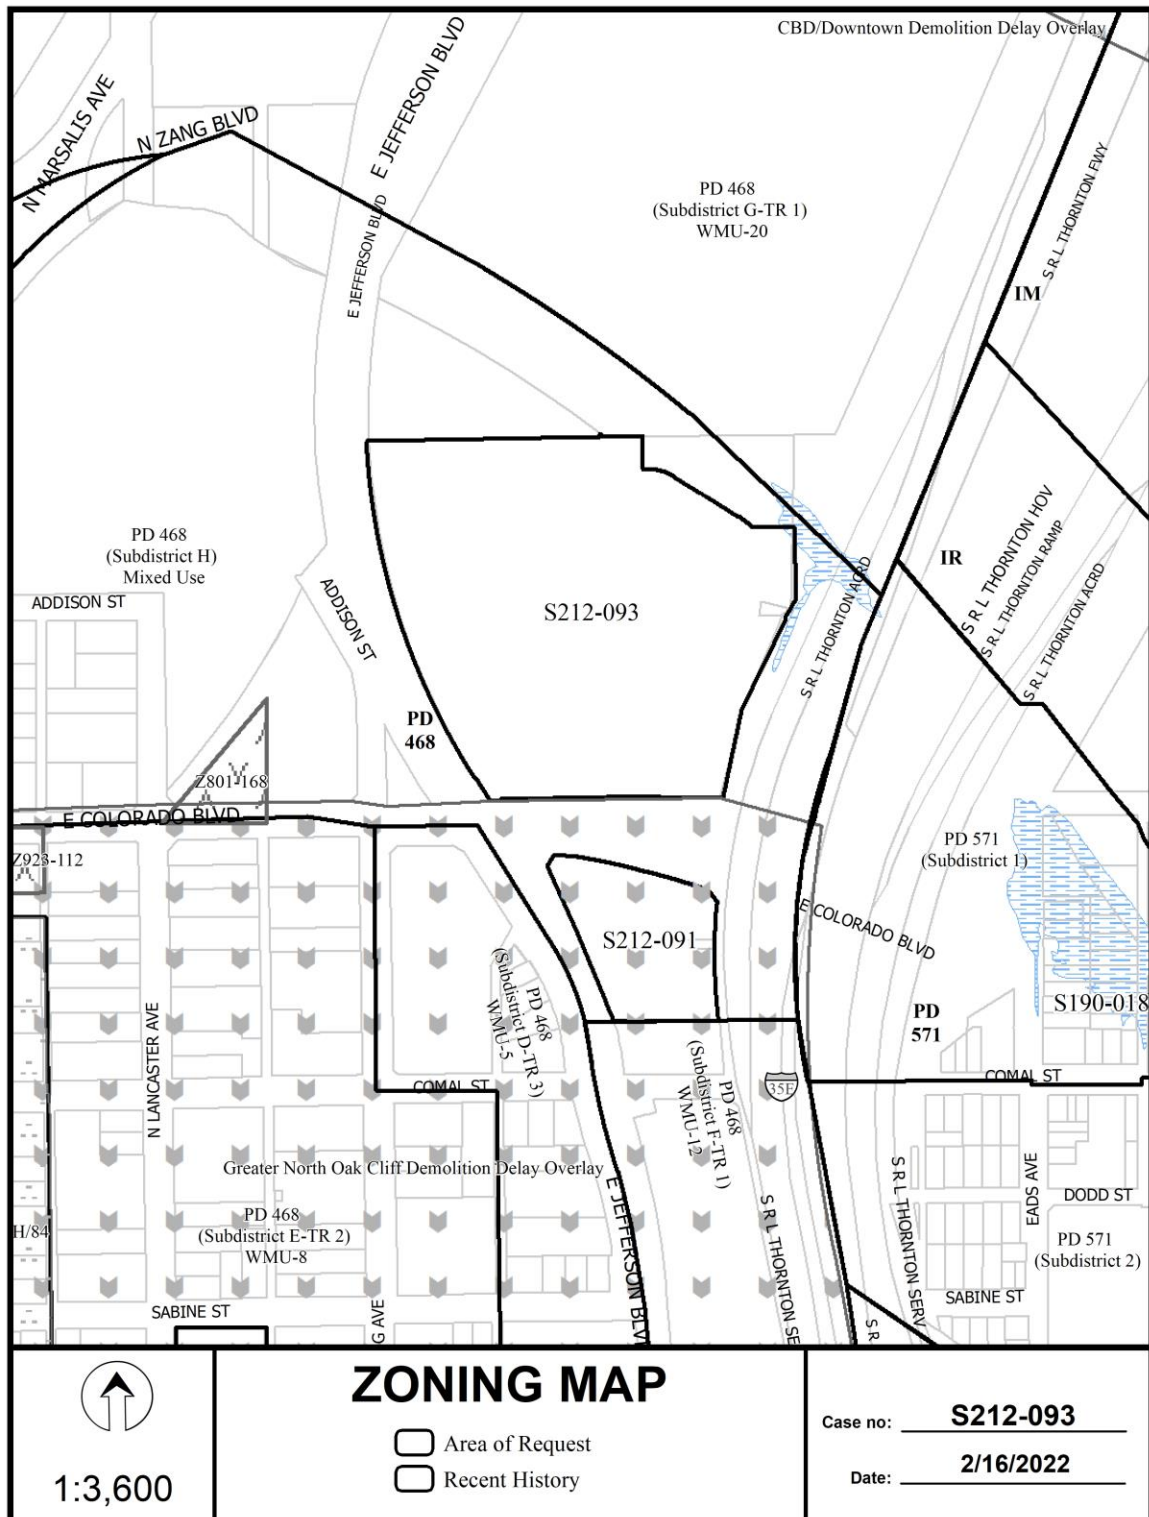 CBD/Downtown Demolition Delay Overlay
N MARSALIS AVE
N ZANG BLVD
E JEFFERSON BLVD
E JEFFERSON BLVD
PD 468
(Subdistrict G-TR 1)
WMU-20
S R L THORNTON FWY
IM
PD 468
(Subdistrict H)
Mixed Use
ADDISON ST
ADDISON ST
S212-093
S R L THORNTON ACRD
IR
S R L THORNTON HOV
S R L THORNTON RAMP
S R L THORNTON ACRD
PD
468
Z801-168
E COLORADO BLVD
Z923-112
PD 571
(Subdistrict 1)
E COLORADO BLVD
S212-091
S190-018
PD
571
PD 468
(Subdistrict D-TR 3)
WMU-5
N LANCASTER AVE
COMAL ST
PD 468
(Subdistrict F-TR 1)
WMU-12
35E
COMAL ST
Greater North Oak Cliff Demolition Delay Overlay
PD 468
(Subdistrict E-TR 2)
WMU-8
H/84
E JEFFERSON BLV
S R L THORNTON SE
S R L THORNTON SERV
EADS AVE
DODD ST
PD 571
(Subdistrict 2)
SABINE ST
SABINE ST
G AVE
S R
1:3,600
ZONING MAP
Area of Request
Recent History
Case no: S212-093
Date: 2/16/2022